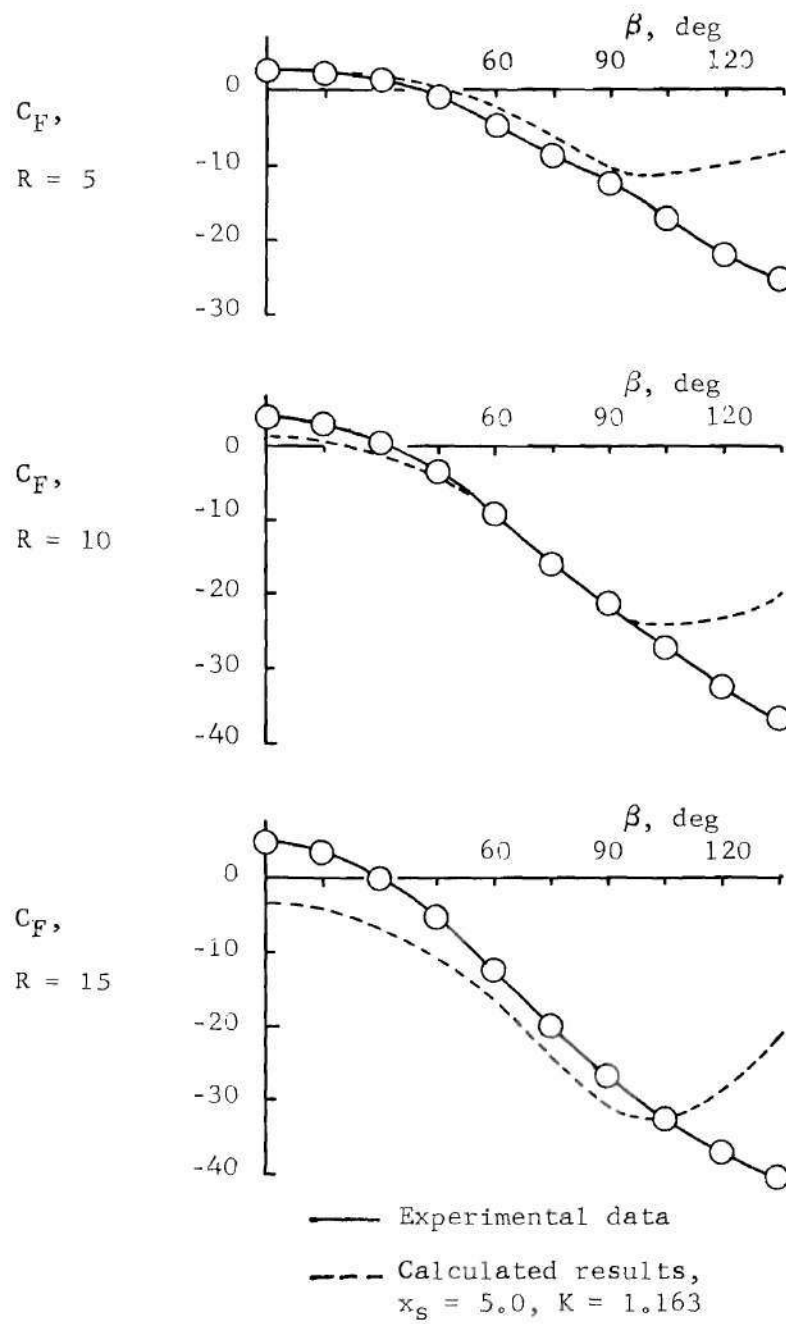 β, deg
60 90 120
0
C_F,
-10
R = 5
-20
-30
β, deg
60 90 120
0
C_F,
-10
R = 10
-20
-30
-40
β, deg
60 90 120
0
C_F,
-10
R = 15
-20
-30
-40
Experimental data
Calculated results,
x_s = 5.0, K = 1.163